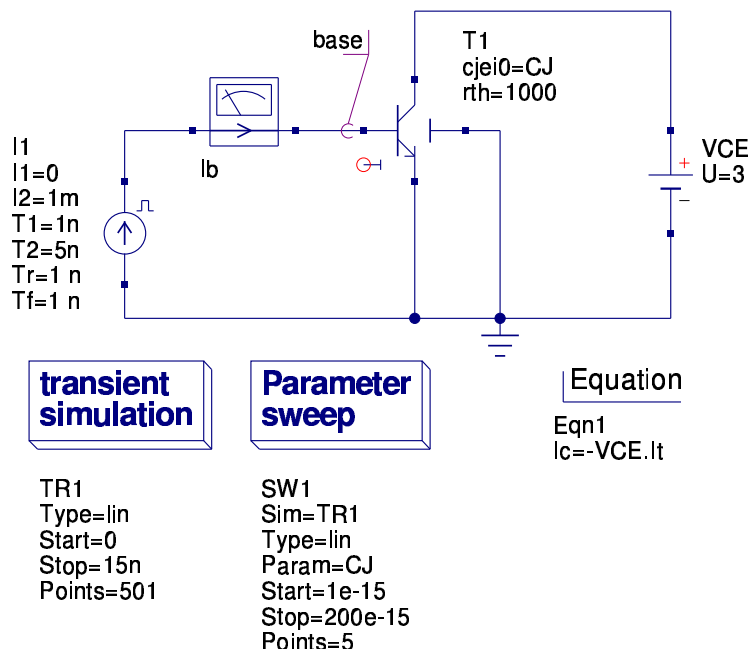 base
T1
cjei0=CJ
rth=1000
I1
I1=0
I2=1m
T1=1n
T2=5n
Tr=1 n
Tf=1 n
Ib
VCE
U=3
+
−
transient
simulation
Parameter
sweep
Equation
Eqn1
Ic=-VCE.It
TR1
Type=lin
Start=0
Stop=15n
Points=501
SW1
Sim=TR1
Type=lin
Param=CJ
Start=1e-15
Stop=200e-15
Points=5